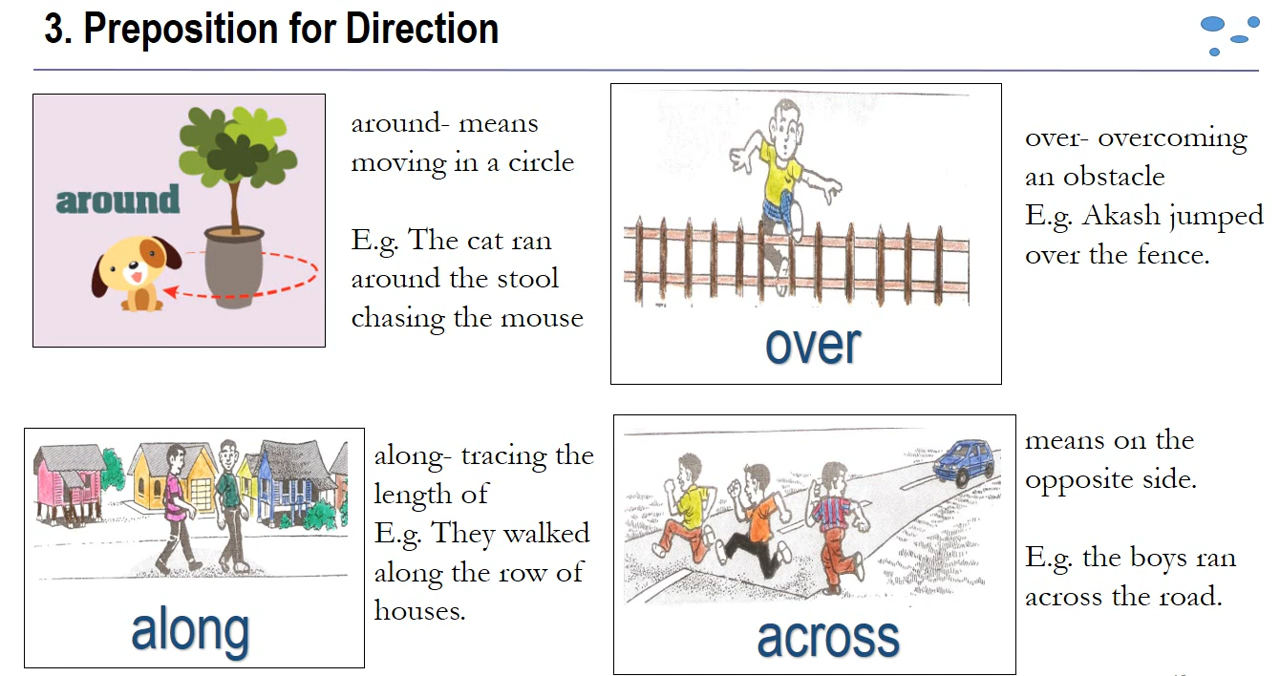 3. Preposition for Direction
around
around- means
moving in a circle
E.g. The cat ran
around the stool
chasing the mouse
over
over- overcoming
an obstacle
E.g. Akash jumped
over the fence.
along
along- tracing the
length of
E.g. They walked
along the row of
houses.
across
means on the
opposite side.
E.g. the boys ran
across the road.